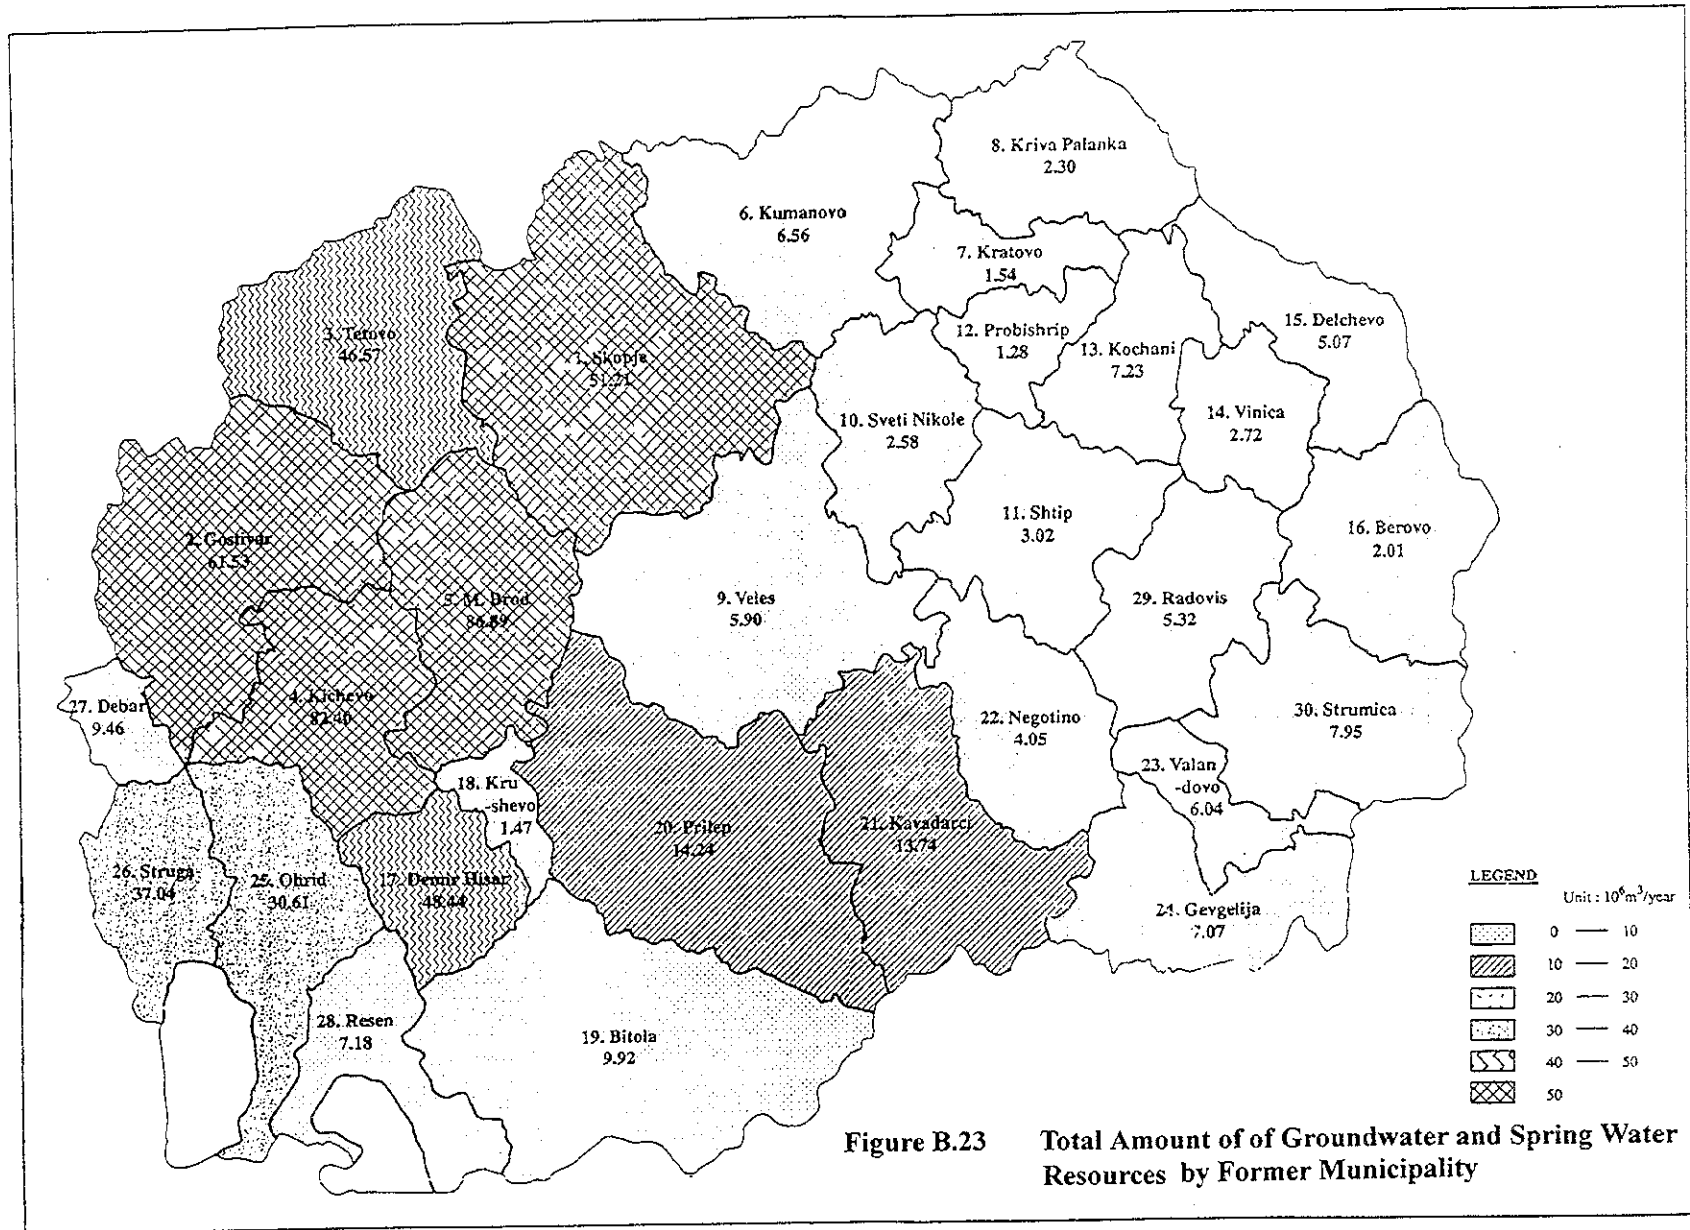 8. Kriva Palanka
2.30
6. Kumanovo
6.56
7. Kratovo
1.54
3. Tetovo
46.57
1. Skopje
51.21
12. Probishrip
1.28
13. Kochani
7.23
15. Delchevo
5.07
10. Sveti Nikole
2.58
14. Vinica
2.72
2. Gostivar
61.53
11. Shtip
3.02
16. Berovo
2.01
5. M. Brod
9. Veles
5.90
29. Radovis
5.32
4. Kichevo
82.40
27. Debar
9.46
22. Negotino
4.05
30. Strumica
7.95
18. Kru
-shevo
1.47
23. Valan
-dovo
6.04
20. Prilep
14.24
21. Kavadarci
13.74
26. Struga
37.04
25. Ohrid
30.61
17. Demir Hisar
48.44
24. Gevgelija
7.07
28. Resen
7.18
19. Bitola
9.92
LEGEND
Unit : 10⁶m³/year
0 — 10
10 — 20
20 — 30
30 — 40
40 — 50
50
Figure B.23 Total Amount of of Groundwater and Spring Water
Resources by Former Municipality